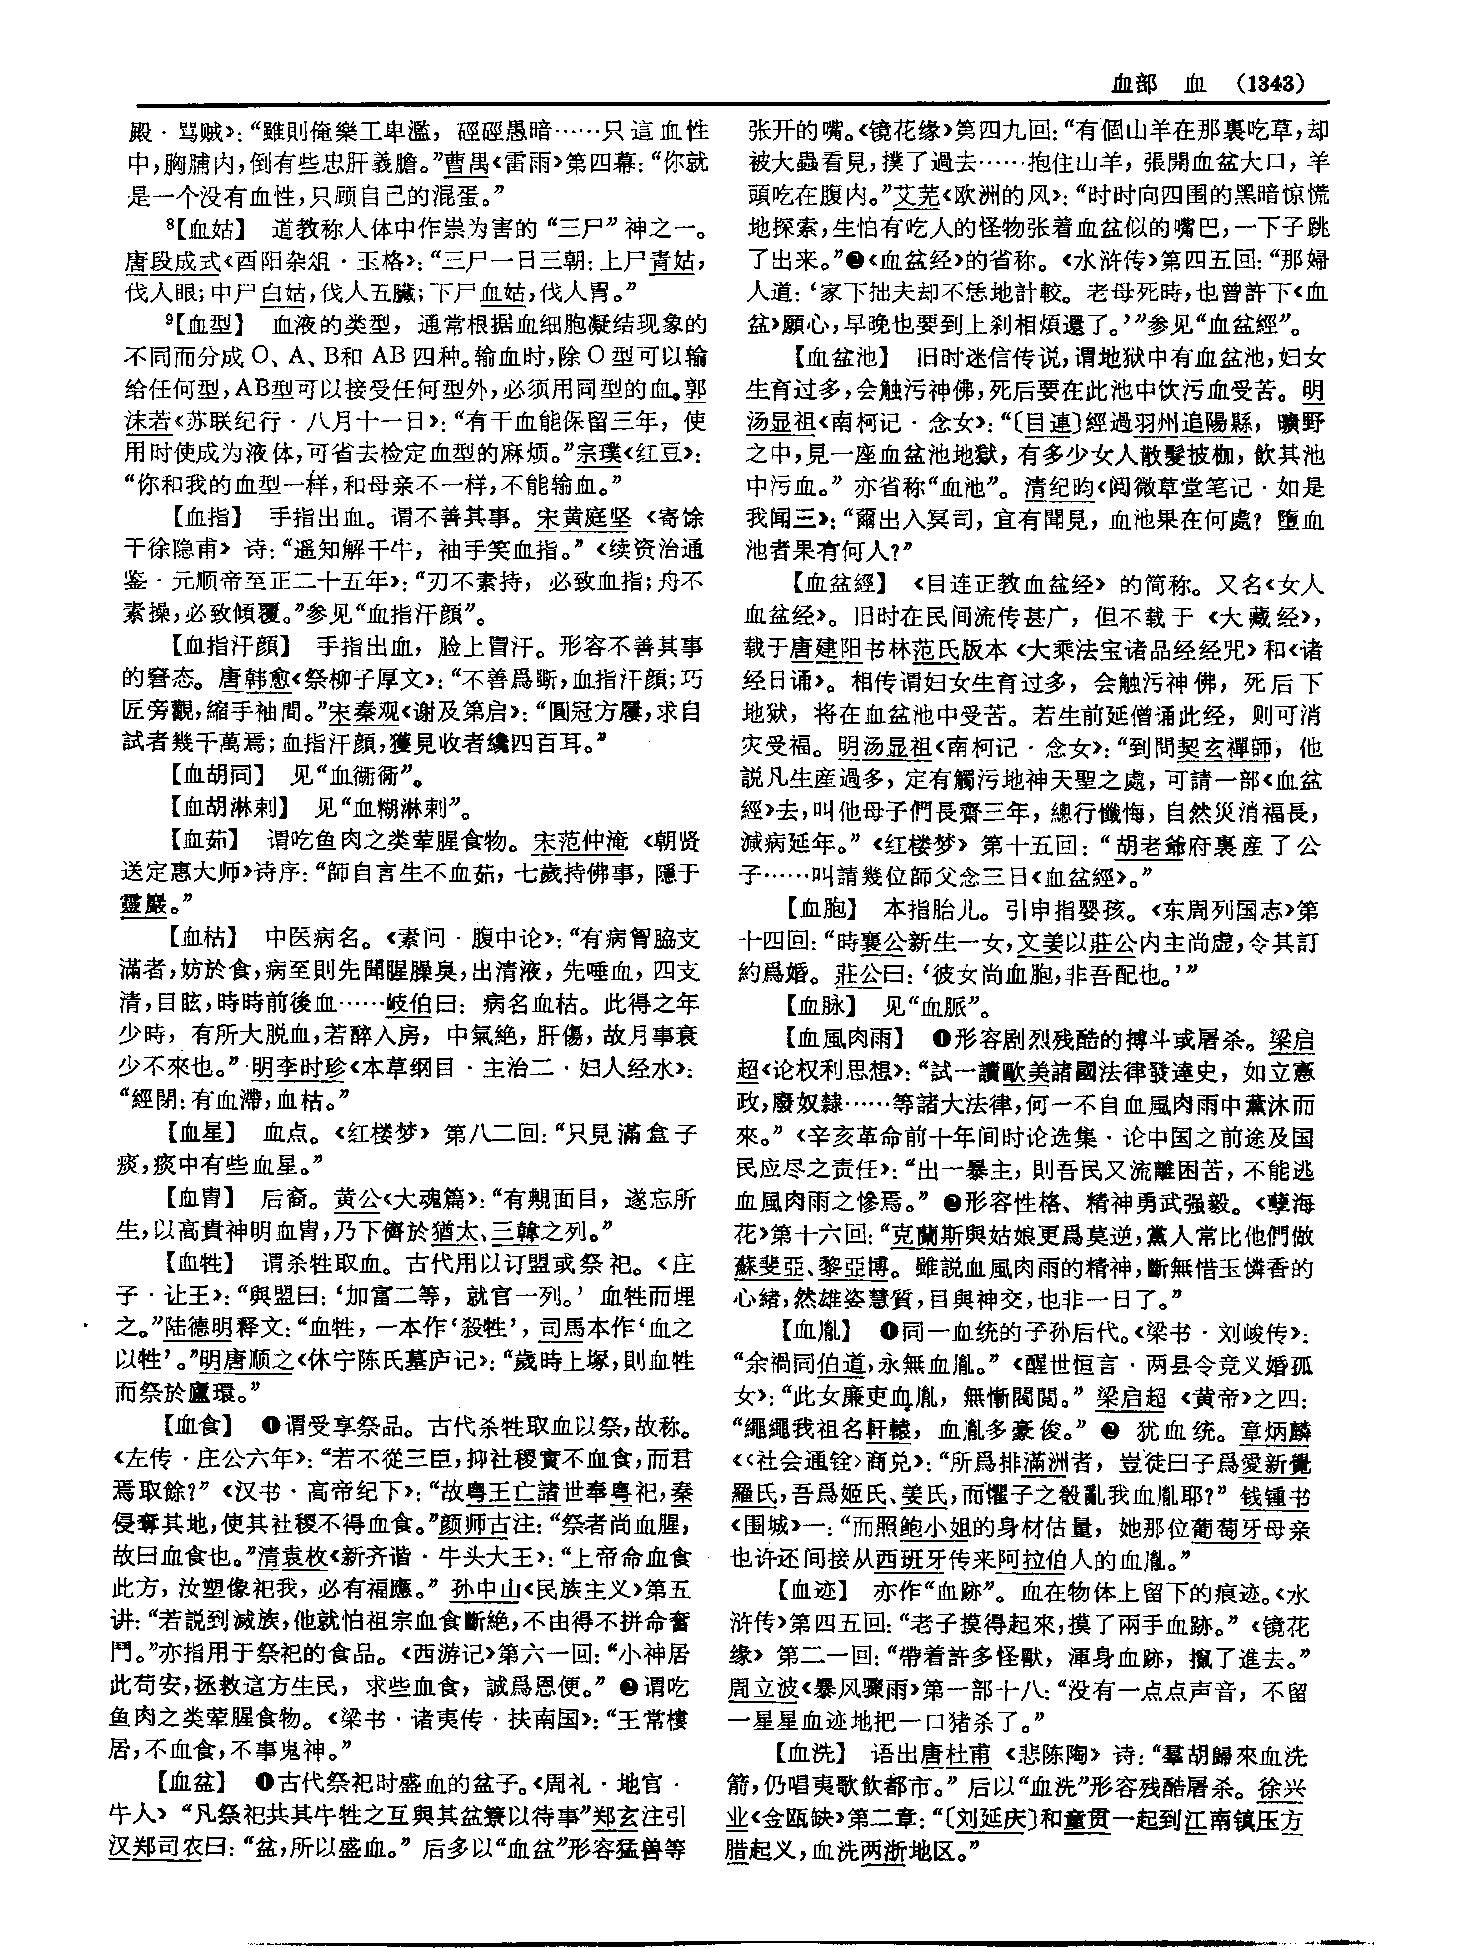 血部 血 (1343)
殿·骂贼》：“雖則俺樂工卑濫，硜硜愚暗……只這血性
中，胸脯内，倒有些忠肝義膽。”曹禺《雷雨》第四幕：“你就
是一个没有血性，只顾自己的混蛋。”
⁸【血姑】 道教称人体中作祟为害的“三尸”神之一。
唐段成式《酉阳杂俎·玉格》：“三尸一日三朝：上尸青姑，
伐人眼；中尸白姑，伐人五臟；下尸血姑，伐人胃。”
⁹【血型】 血液的类型，通常根据血细胞凝结现象的
不同而分成O、A、B和AB四种。输血时，除O型可以输
给任何型，AB型可以接受任何型外，必须用同型的血。郭
沫若《苏联纪行·八月十一日》：“有干血能保留三年，使
用时使成为液体，可省去检定血型的麻烦。”宗璞《红豆》：
“你和我的血型一样，和母亲不一样，不能输血。”
【血指】 手指出血。谓不善其事。宋黄庭坚《寄馀
干徐隐甫》诗：“遥知解千牛，袖手笑血指。”《续资治通
鉴·元顺帝至正二十五年》：“刃不素持，必致血指；舟不
素操，必致傾覆。”参见“血指汗顔”。
【血指汗顔】 手指出血，脸上冒汗。形容不善其事
的窘态。唐韩愈《祭柳子厚文》：“不善爲斲，血指汗顔；巧
匠旁觀，縮手袖間。”宋秦观《谢及第启》：“圓冠方屨，求自
試者幾千萬焉；血指汗顔，獲見收者纔四百耳。”
【血胡同】 见“血衚衕”。
【血胡淋剌】 见“血糊淋剌”。
【血茹】 谓吃鱼肉之类荤腥食物。宋范仲淹《朝贤
送定惠大师》诗序：“師自言生不血茹，七歲持佛事，隱于
靈巖。”
【血枯】 中医病名。《素问·腹中论》：“有病胷脇支
滿者，妨於食，病至則先聞腥臊臭，出清液，先唾血，四支
清，目眩，時時前後血……岐伯曰：病名血枯。此得之年
少時，有所大脱血，若醉入房，中氣絶，肝傷，故月事衰
少不來也。”明李时珍《本草纲目·主治二·妇人经水》：
“經閉：有血滯，血枯。”
【血星】 血点。《红楼梦》第八二回：“只見滿盒子
痰，痰中有些血星。”
【血胄】 后裔。黄公《大魂篇》：“有靦面目，遂忘所
生，以高貴神明血胄，乃下儕於猶太、三韓之列。”
【血牲】 谓杀牲取血。古代用以订盟或祭祀。《庄
子·让王》：“與盟曰：‘加富二等，就官一列。’血牲而埋
之。”陆德明释文：“血牲，一本作‘殺牲’，司馬本作‘血之
以牲’。”明唐顺之《休宁陈氏墓庐记》：“歲時上塚，則血牲
而祭於廬環。”
【血食】 ❶谓受享祭品。古代杀牲取血以祭，故称。
《左传·庄公六年》：“若不從三臣，抑社稷實不血食，而君
焉取餘？”《汉书·高帝纪下》：“故粤王亡諸世奉粤祀，秦
侵奪其地，使其社稷不得血食。”颜师古注：“祭者尚血腥，
故曰血食也。”清袁枚《新齐谐·牛头大王》：“上帝命血食
此方，汝塑像祀我，必有福應。”孙中山《民族主义》第五
讲：“若説到滅族，他就怕祖宗血食斷絶，不由得不拼命奮
鬥。”亦指用于祭祀的食品。《西游记》第六一回：“小神居
此苟安，拯救這方生民，求些血食，誠爲恩便。”❷谓吃
鱼肉之类荤腥食物。《梁书·诸夷传·扶南国》：“王常樓
居，不血食，不事鬼神。”
【血盆】 ❶古代祭祀时盛血的盆子。《周礼·地官·
牛人》“凡祭祀共其牛牲之互與其盆簝以待事”郑玄注引
汉郑司农曰：“盆，所以盛血。”后多以“血盆”形容猛兽等
张开的嘴。《镜花缘》第四九回：“有個山羊在那裏吃草，却
被大蟲看見，撲了過去……抱住山羊，張開血盆大口，羊
頭吃在腹内。”艾芜《欧洲的风》：“时时向四围的黑暗惊慌
地探索，生怕有吃人的怪物张着血盆似的嘴巴，一下子跳
了出来。”❷《血盆经》的省称。《水浒传》第四五回：“那婦
人道：‘家下拙夫却不恁地計較。老母死時，也曾許下《血
盆》願心，早晚也要到上刹相煩還了。’”参见“血盆經”。
【血盆池】 旧时迷信传说，谓地狱中有血盆池，妇女
生育过多，会触污神佛，死后要在此池中饮污血受苦。明
汤显祖《南柯记·念女》：“〔目連〕經過羽州追陽縣，曠野
之中，見一座血盆池地獄，有多少女人散髮披枷，飲其池
中污血。”亦省称“血池”。清纪昀《阅微草堂笔记·如是
我闻三》：“爾出入冥司，宜有聞見，血池果在何處？墮血
池者果有何人？”
【血盆經】 《目连正教血盆经》的简称。又名《女人
血盆经》。旧时在民间流传甚广，但不载于《大藏经》，
载于唐建阳书林范氏版本《大乘法宝诸品经经咒》和《诸
经日诵》。相传谓妇女生育过多，会触污神佛，死后下
地狱，将在血盆池中受苦。若生前延僧诵此经，则可消
灾受福。明汤显祖《南柯记·念女》：“到問契玄禪師，他
説凡生産過多，定有觸污地神天聖之處，可請一部《血盆
經》去，叫他母子們長齋三年，總行懺悔，自然災消福長，
減病延年。”《红楼梦》第十五回：“胡老爺府裏産了公
子……叫請幾位師父念三日《血盆經》。”
【血胞】 本指胎儿。引申指婴孩。《东周列国志》第
十四回：“時襄公新生一女，文姜以莊公内主尚虚，令其訂
約爲婚。莊公曰：‘彼女尚血胞，非吾配也。’”
【血脉】 见“血脈”。
【血風肉雨】 ❶形容剧烈残酷的搏斗或屠杀。梁启
超《论权利思想》：“試一讀歐美諸國法律發達史，如立憲
政，廢奴隸……等諸大法律，何一不自血風肉雨中薰沐而
來。”《辛亥革命前十年间时论选集·论中国之前途及国
民应尽之责任》：“出一暴主，則吾民又流離困苦，不能逃
血風肉雨之慘焉。”❷形容性格、精神勇武强毅。《孽海
花》第十六回：“克蘭斯與姑娘更爲莫逆，黨人常比他們做
蘇斐亞、黎亞博。雖説血風肉雨的精神，斷無惜玉憐香的
心緒，然雄姿慧質，目與神交，也非一日了。”
【血胤】 ❶同一血统的子孙后代。《梁书·刘峻传》：
“余禍同伯道，永無血胤。”《醒世恒言·两县令竞义婚孤
女》：“此女廉吏血胤，無慚閥閲。”梁启超《黄帝》之四：
“繩繩我祖名軒轅，血胤多豪俊。”❷ 犹血统。章炳麟
《〈社会通铨〉商兑》：“所爲排滿洲者，豈徒曰子爲愛新覺
羅氏，吾爲姬氏、姜氏，而懼子之殽亂我血胤耶？”钱锺书
《围城》一：“而照鲍小姐的身材估量，她那位葡萄牙母亲
也许还间接从西班牙传来阿拉伯人的血胤。”
【血迹】 亦作“血跡”。血在物体上留下的痕迹。《水
浒传》第四五回：“老子摸得起來，摸了兩手血跡。”《镜花
缘》第二一回：“帶着許多怪獸，渾身血跡，攛了進去。”
周立波《暴风骤雨》第一部十八：“没有一点点声音，不留
一星星血迹地把一口猪杀了。”
【血洗】 语出唐杜甫《悲陈陶》诗：“羣胡歸來血洗
箭，仍唱夷歌飲都市。”后以“血洗”形容残酷屠杀。徐兴
业《金瓯缺》第二章：“〔刘延庆〕和童贯一起到江南镇压方
腊起义，血洗两浙地区。”